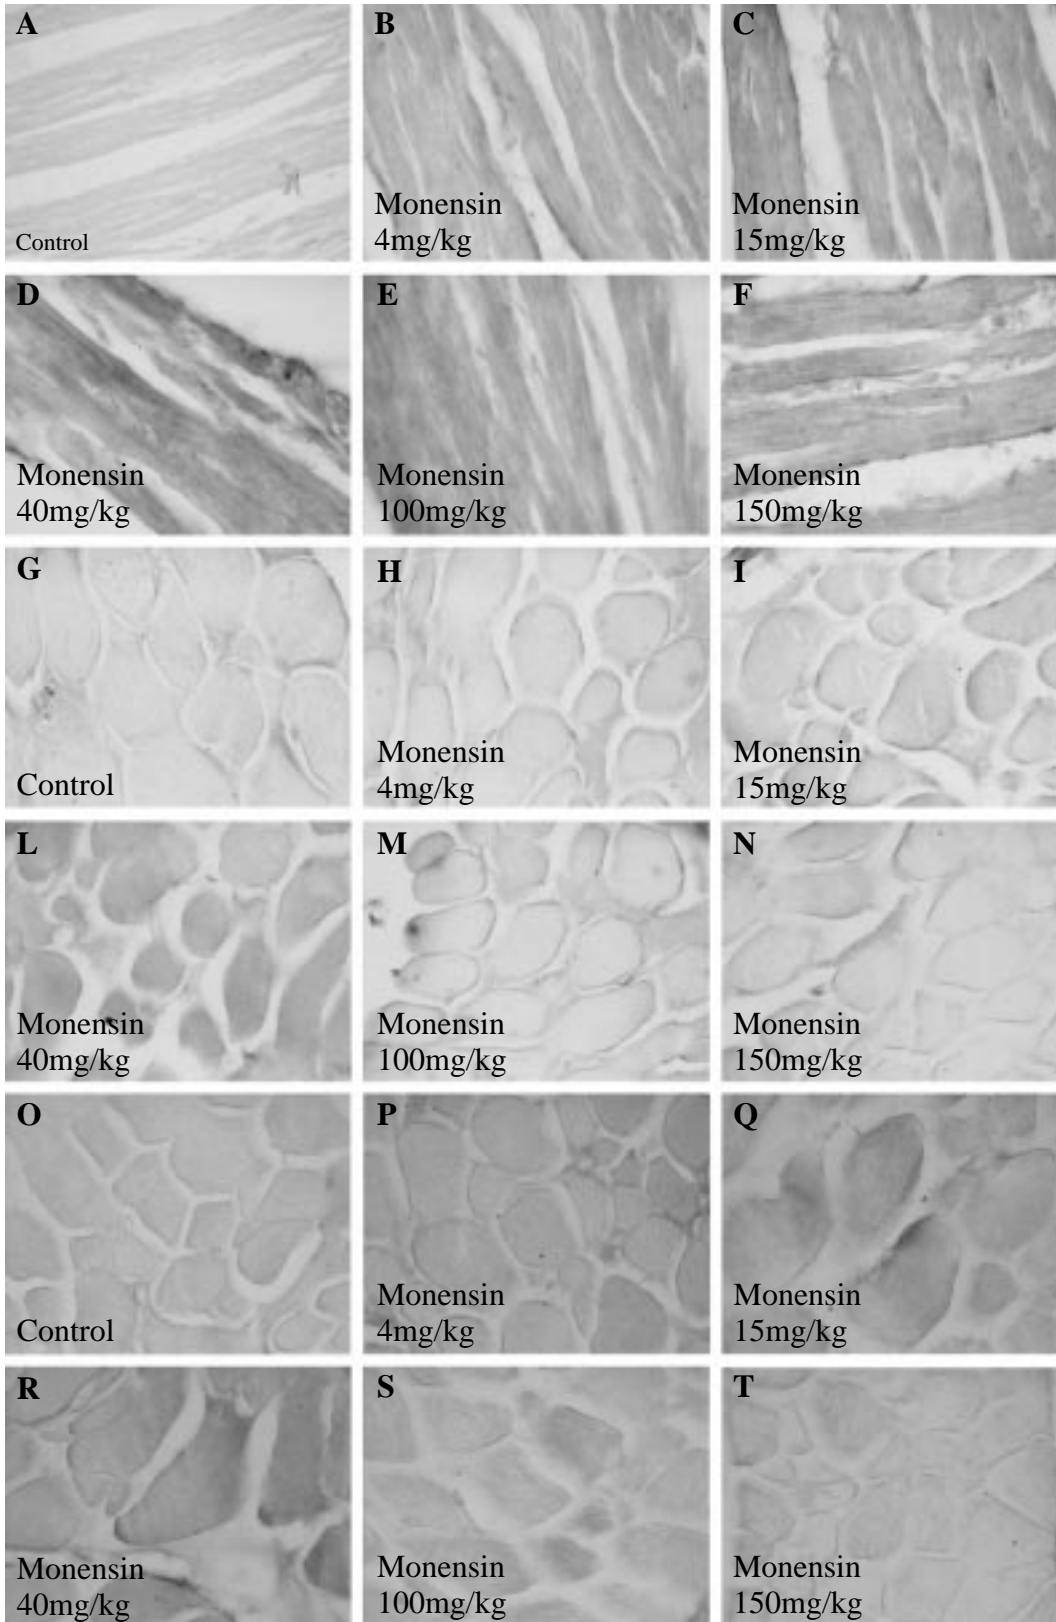 A
Control
B
Monensin
4mg/kg
C
Monensin
15mg/kg
D
Monensin
40mg/kg
E
Monensin
100mg/kg
F
Monensin
150mg/kg
G
Control
H
Monensin
4mg/kg
I
Monensin
15mg/kg
L
Monensin
40mg/kg
M
Monensin
100mg/kg
N
Monensin
150mg/kg
O
Control
P
Monensin
4mg/kg
Q
Monensin
15mg/kg
R
Monensin
40mg/kg
S
Monensin
100mg/kg
T
Monensin
150mg/kg